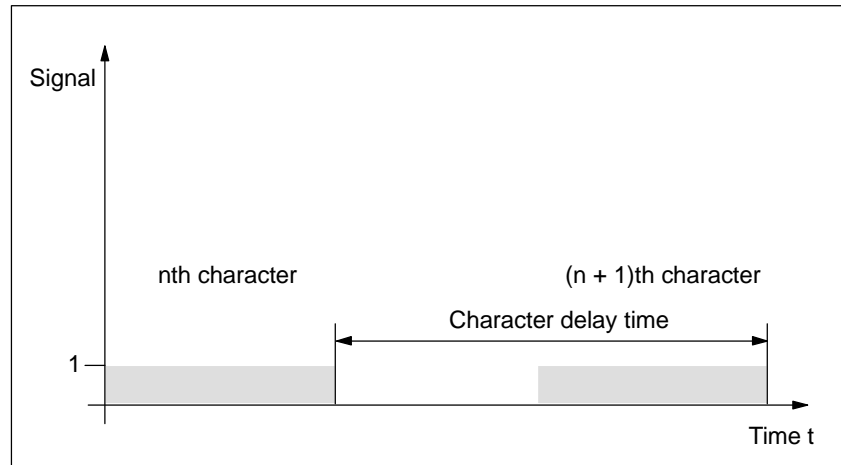 Signal
nth character
(n + 1)th character
Character delay time
1
Time t